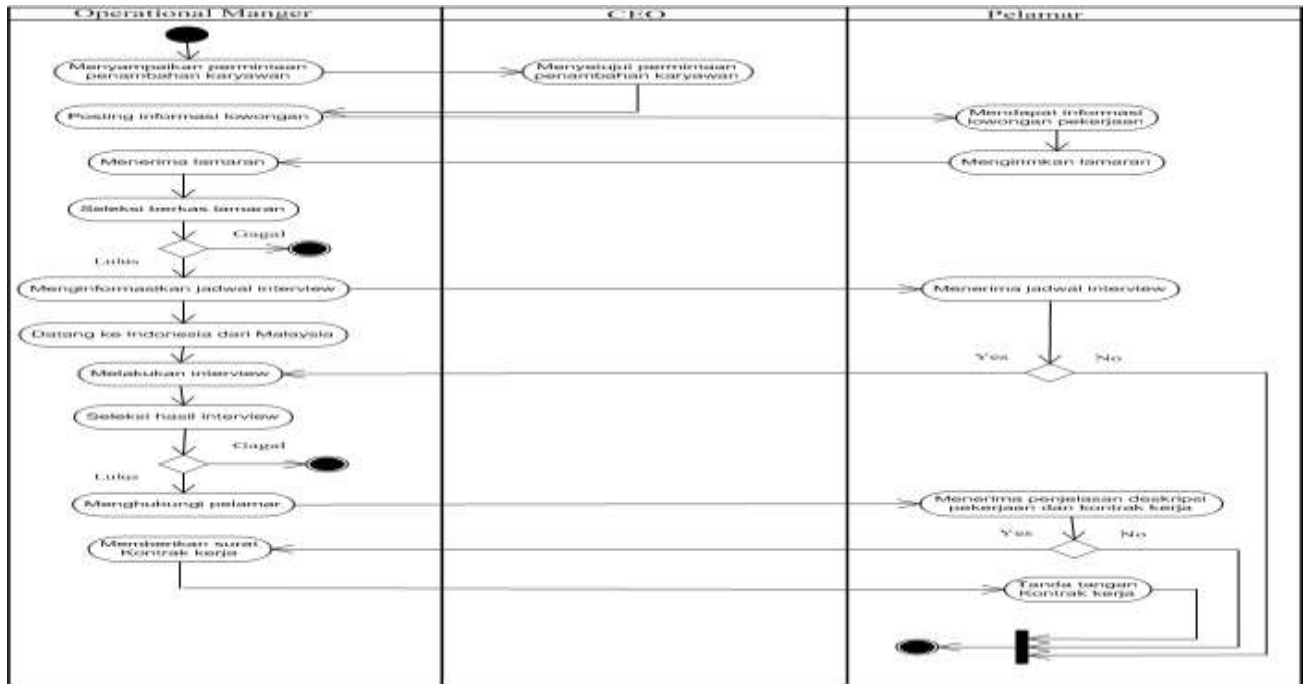 Operational Manger
CEO
Pelamar
Menyampaikan permintaan
penambahan karyawan
Menyetujui permintaan
penambahan karyawan
Posting informasi lowongan
Mendapat informasi
lowongan pekerjaan
Menerima lamaran
Mengirimkan lamaran
Seleksi berkas lamaran
Gagal
Lulus
Menginformasikan jadwal interview
Menerima jadwal interview
Datang ke Indonesia dari Malaysia
Yes
No
Melakukan interview
Seleksi hasil interview
Gagal
Lulus
Menghubungi pelamar
Menerima penjelasan deskripsi
pekerjaan dan kontrak kerja
Yes
No
Memberikan surat
Kontrak kerja
Tanda tangan
Kontrak kerja